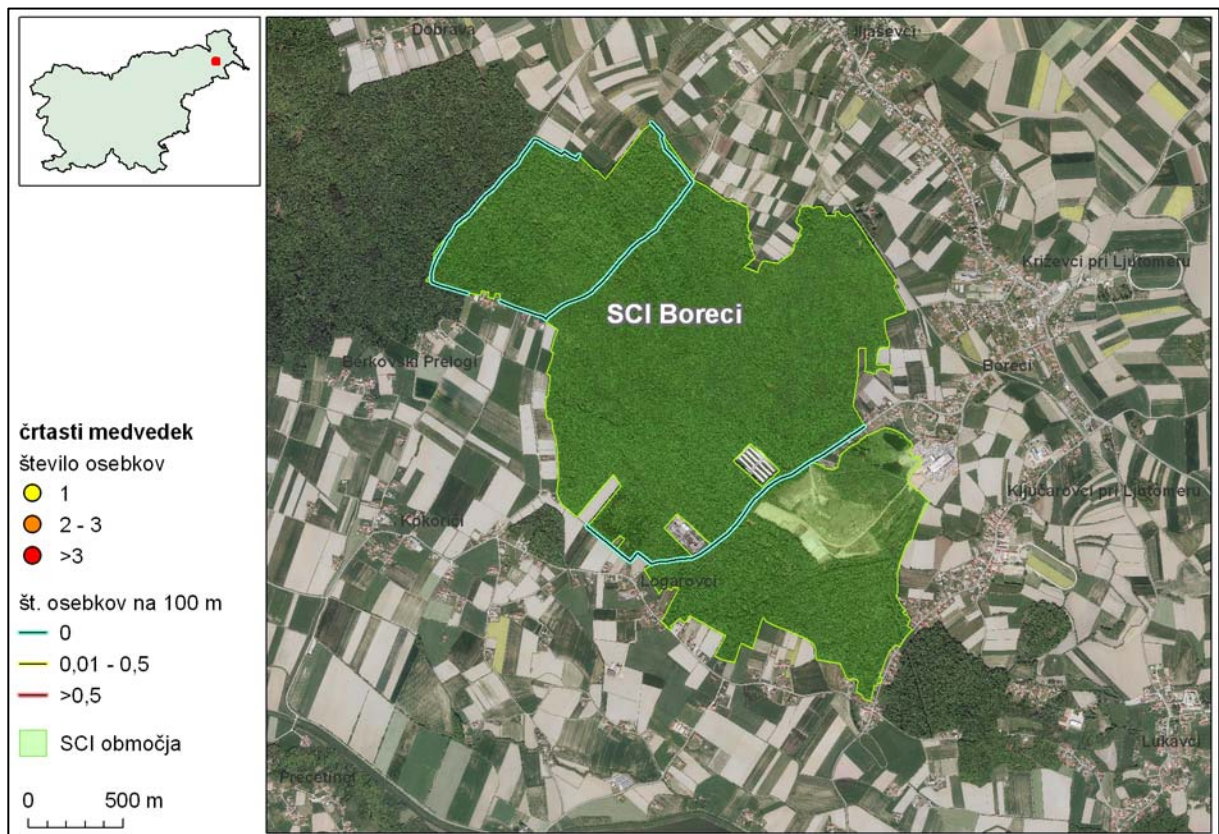 črtasti medvedek
število osebkov
1
2 - 3
>3
št. osebkov na 100 m
0
0,01 - 0,5
>0,5
SCI območja
0 500 m
Dobrava
Iljaševci
Križevci pri Ljutomeru
SCI Boreci
Berkovski Prelogi
Boreci
Ključarovci pri Ljutomeru
Kokoriči
Logarovci
Lukavci
Precetinci